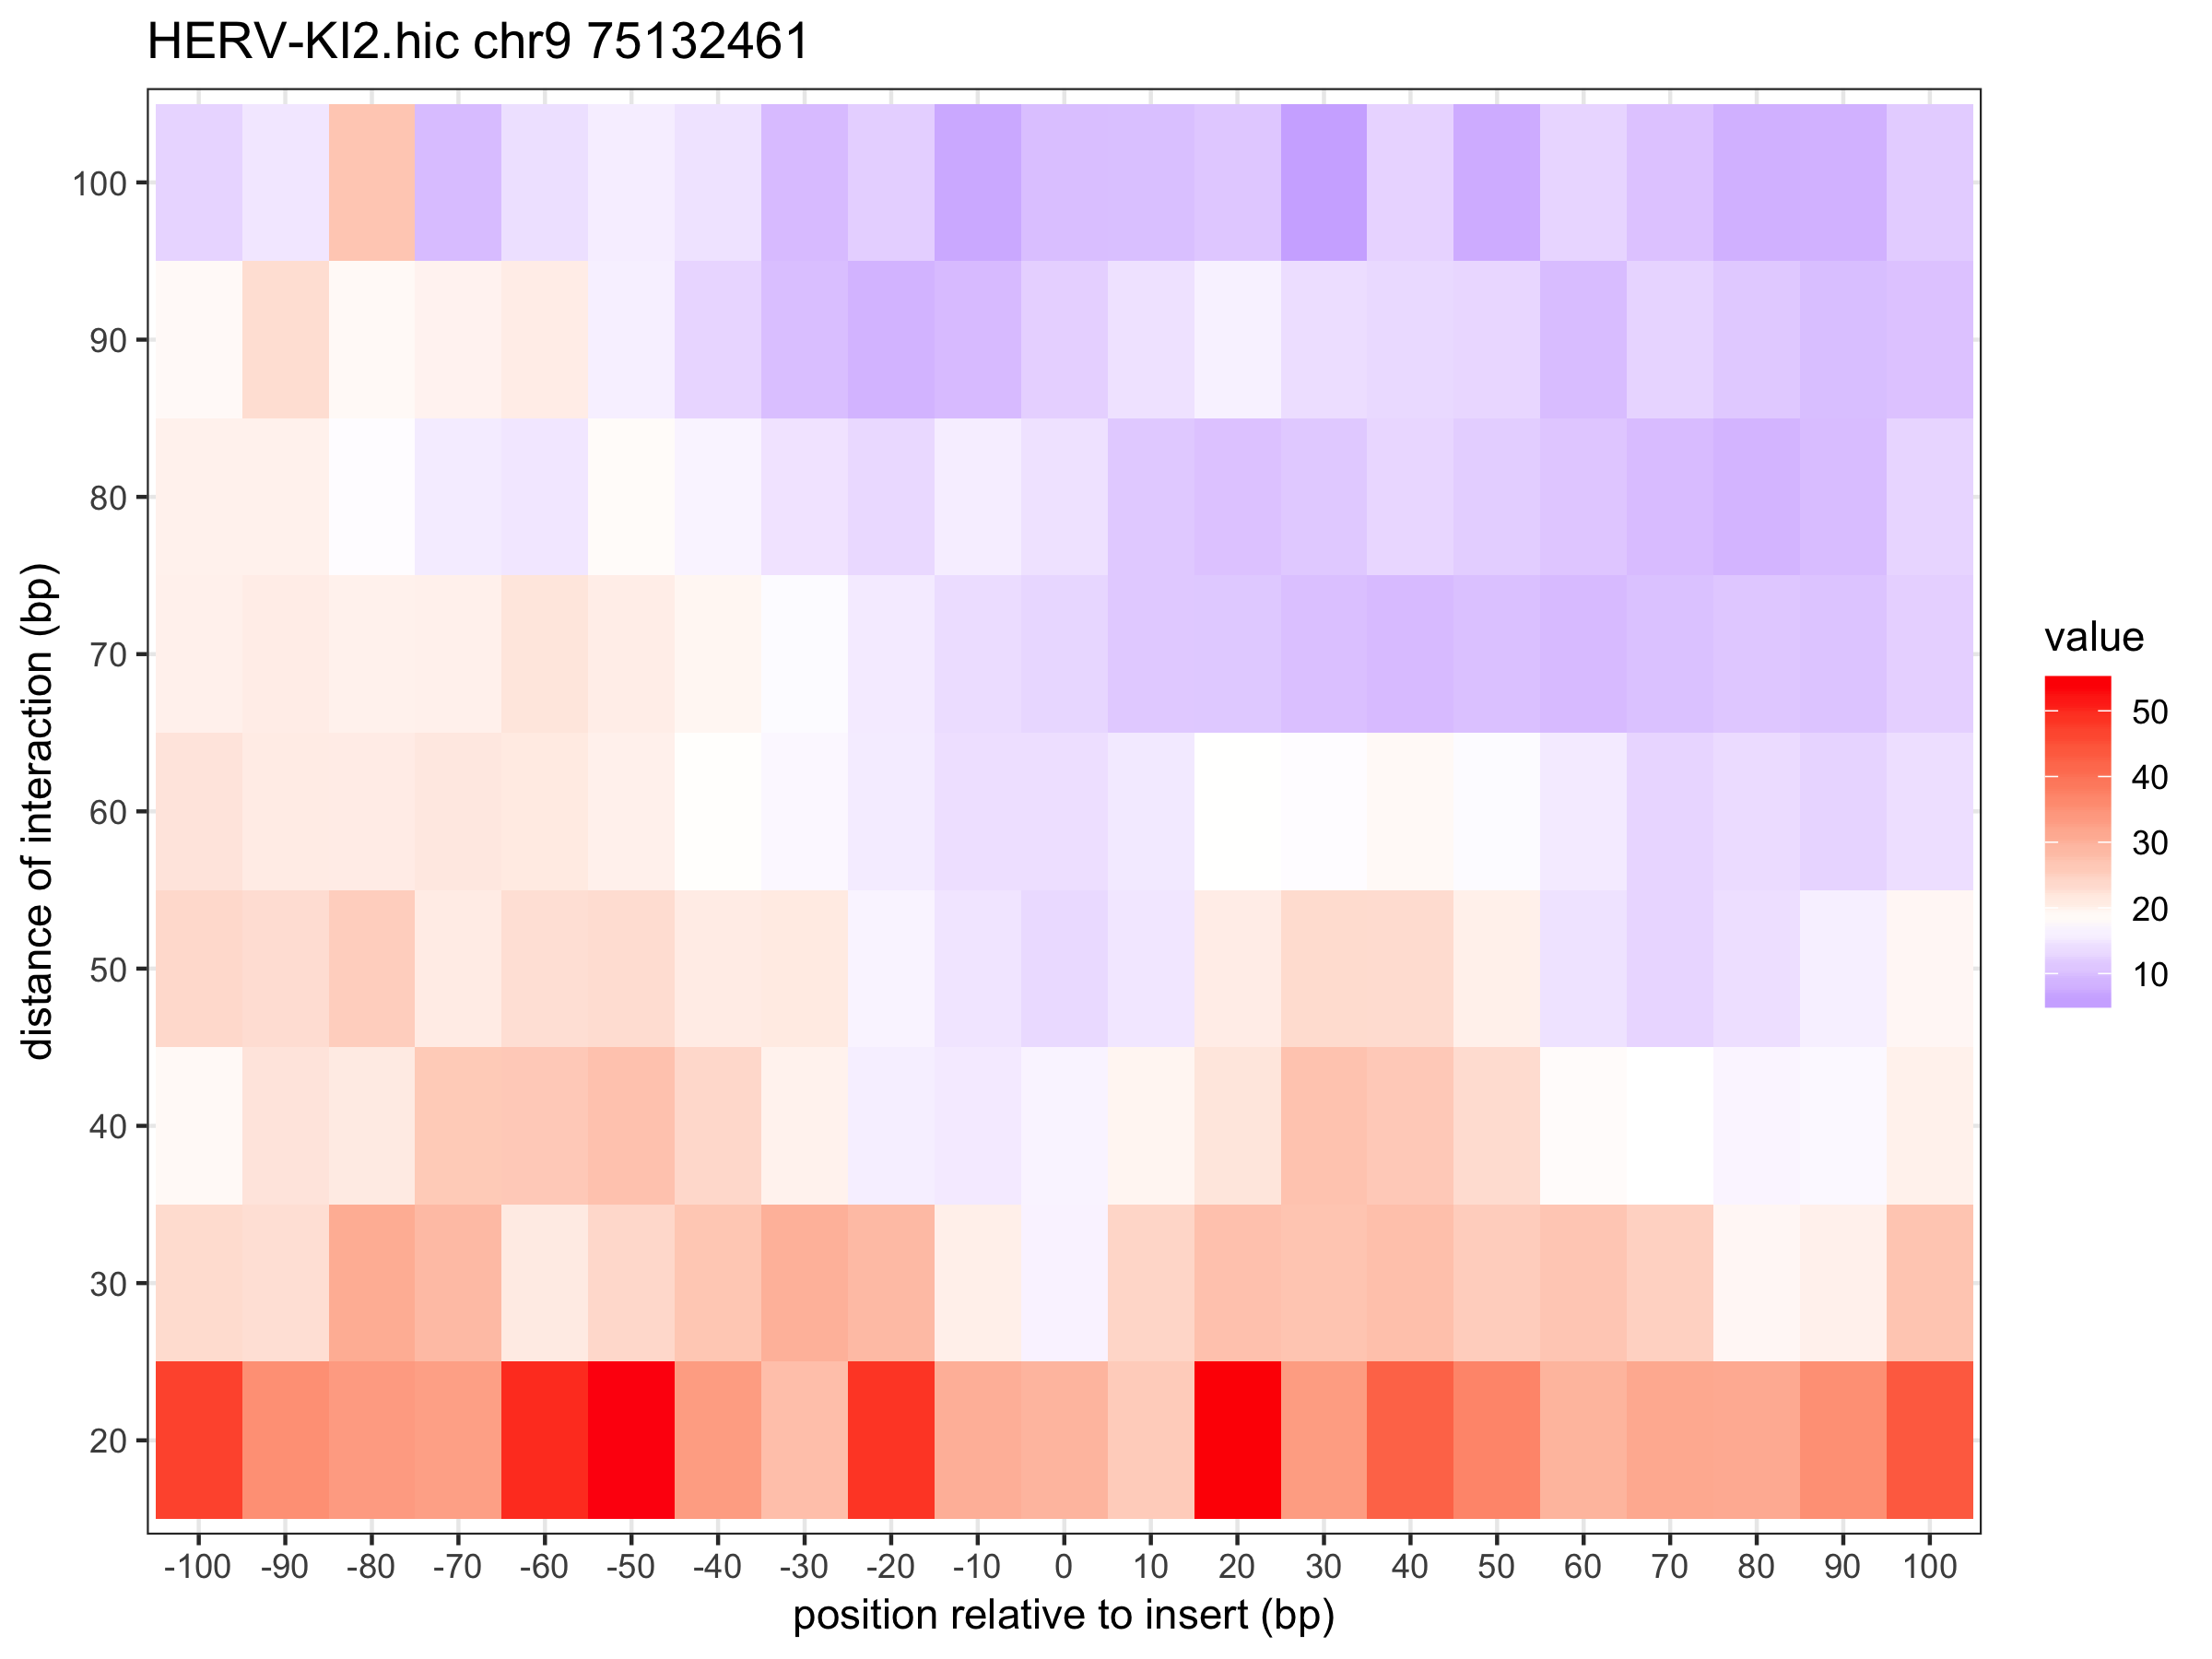 HERV-KI2.hic chr9 75132461
distance of interaction (bp)
100
90
80
70
60
50
40
30
20
-100 -90 -80 -70 -60 -50 -40 -30 -20 -10 0 10 20 30 40 50 60 70 80 90 100
position relative to insert (bp)
value
50
40
30
20
10